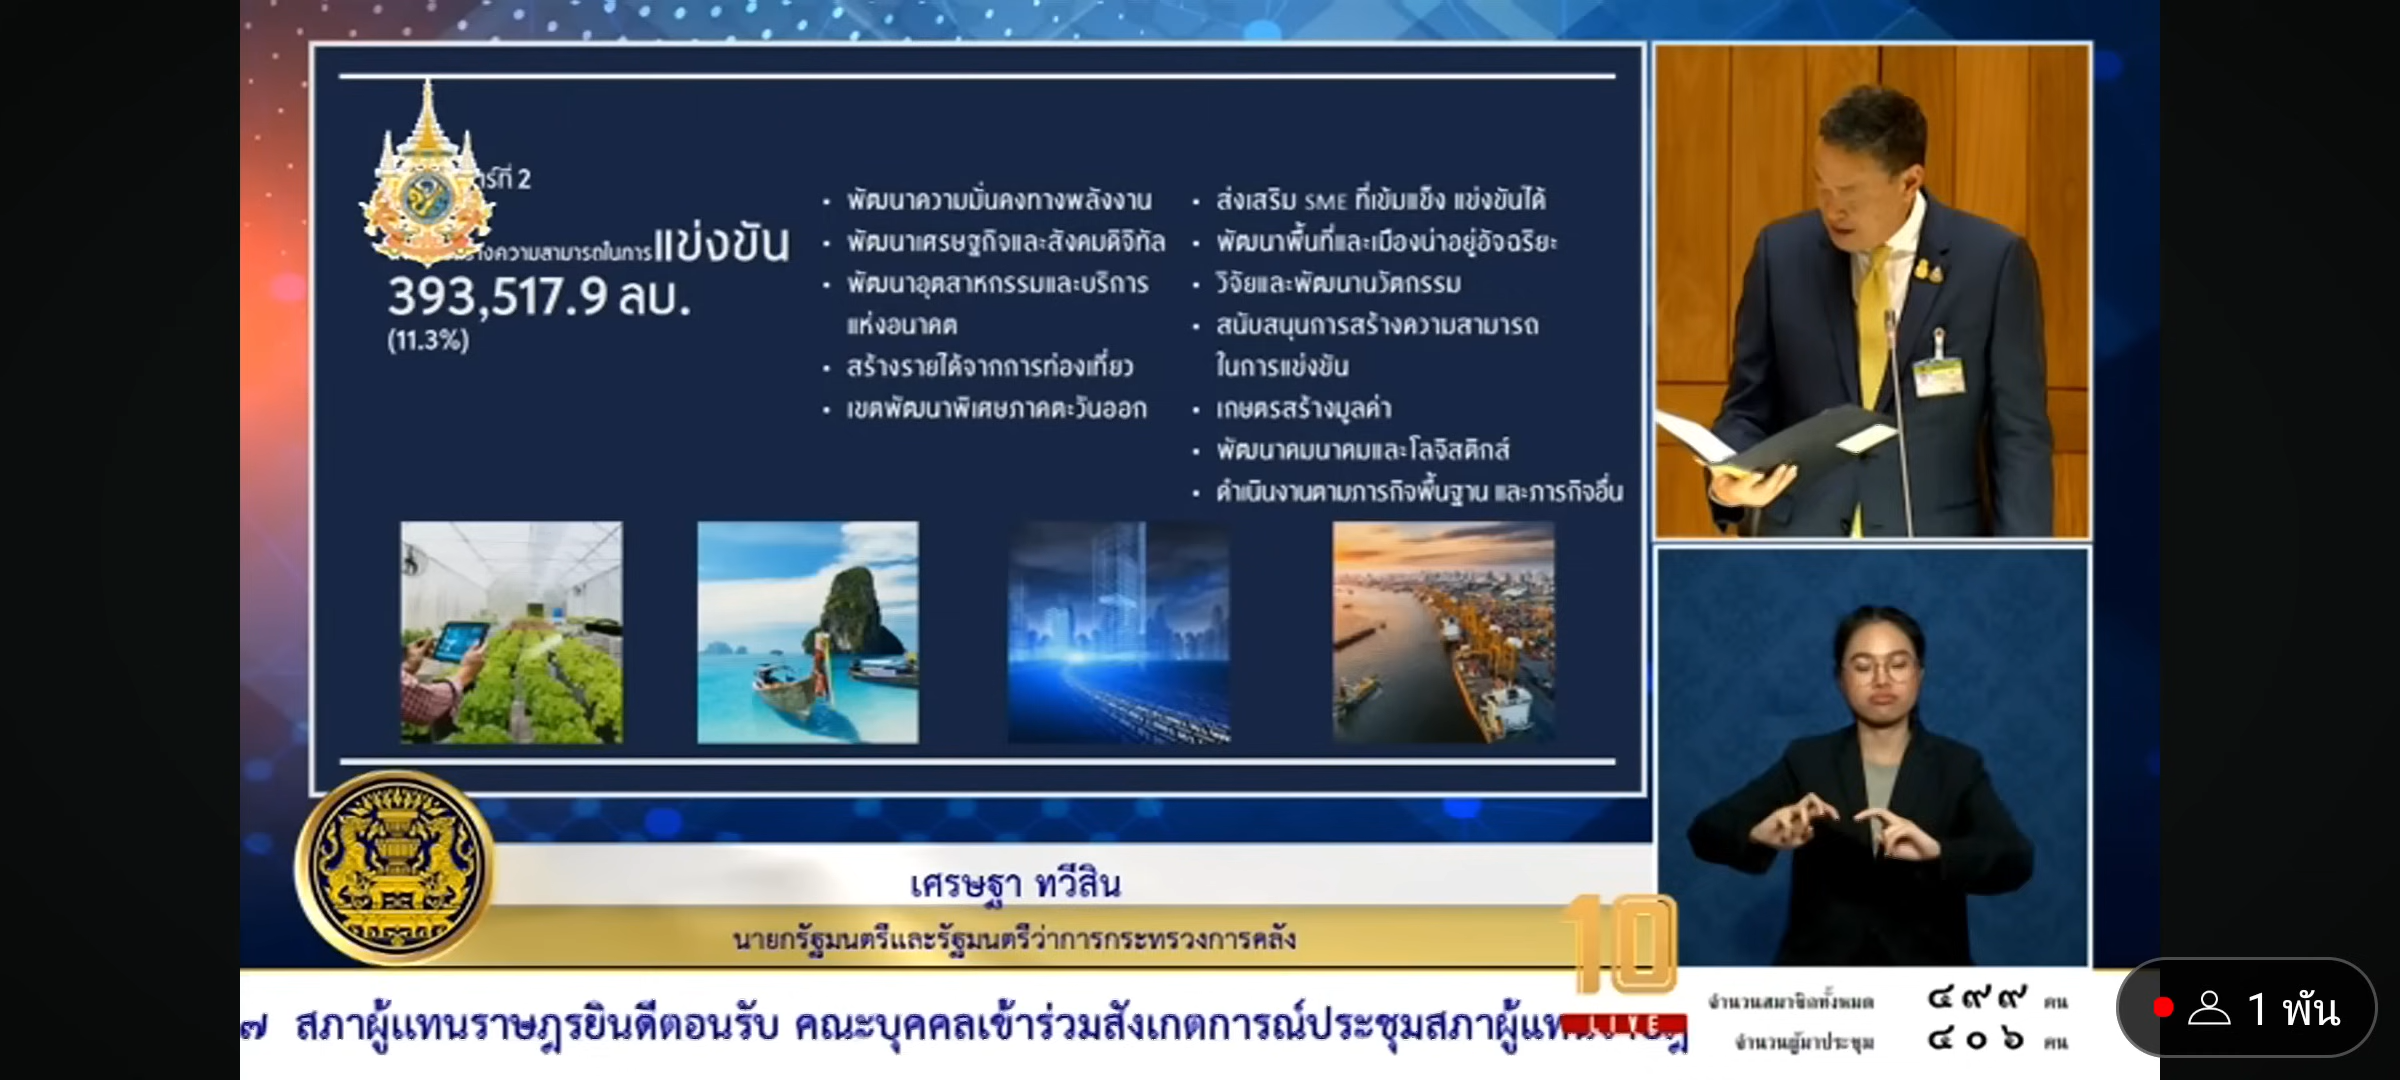 ร์ที่ 2
ความสามารถในการแข่งขัน
393,517.9 ลบ.
(11.3%)
• พัฒนาความมั่นคงทางพลังงาน
• พัฒนาเศรษฐกิจและสังคมดิจิทัล
• พัฒนาอุตสาหกรรมและบริการ
แห่งอนาคต
• สร้างรายได้จากการท่องเที่ยว
• เขตพัฒนาพิเศษภาคตะวันออก
• ส่งเสริม SME ที่เข้มแข็ง แข่งขันได้
• พัฒนาพื้นที่และเมืองน่าอยู่อัจฉริยะ
• วิจัยและพัฒนานวัตกรรม
• สนับสนุนการสร้างความสามารถ
ในการแข่งขัน
• เกษตรสร้างมูลค่า
• พัฒนาคมนาคมและโลจิสติกส์
• ดำเนินงานตามภารกิจพื้นฐาน และภารกิจอื่น
เศรษฐา ทวีสิน
นายกรัฐมนตรีและรัฐมนตรีว่าการกระทรวงการคลัง
10
LIVE
๗ สภาผู้แทนราษฎรยินดีตอนรับ คณะบุคคลเข้าร่วมสังเกตการณ์ประชุมสภาผู้แท
จำนวนสมาชิกทั้งหมด ๔๙๙ คน
จำนวนผู้มาประชุม ๔๐๖ คน
1 พัน